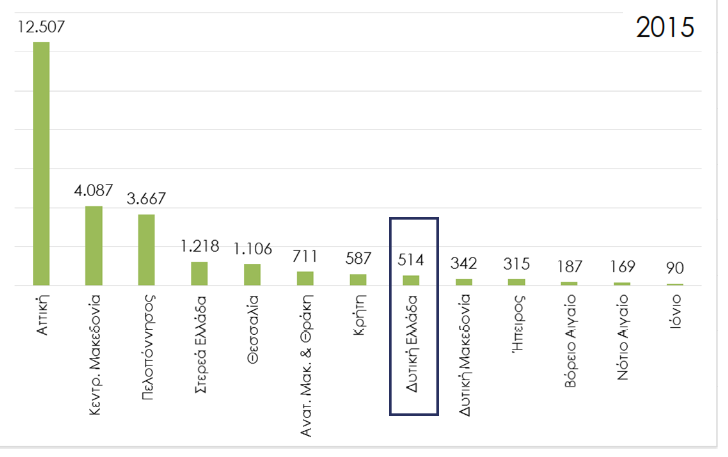 2015
12.507
4.087
3.667
1.218
1.106
711
587
514
342
315
187
169
90
Αττική
Κεντρ. Μακεδονία
Πελοπόννησος
Στερεά Ελλάδα
Θεσσαλία
Ανατ. Μακ. & Θράκη
Κρήτη
Δυτική Ελλάδα
Δυτική Μακεδονία
Ήπειρος
Βόρειο Αιγαίο
Νότιο Αιγαίο
Ιόνιο